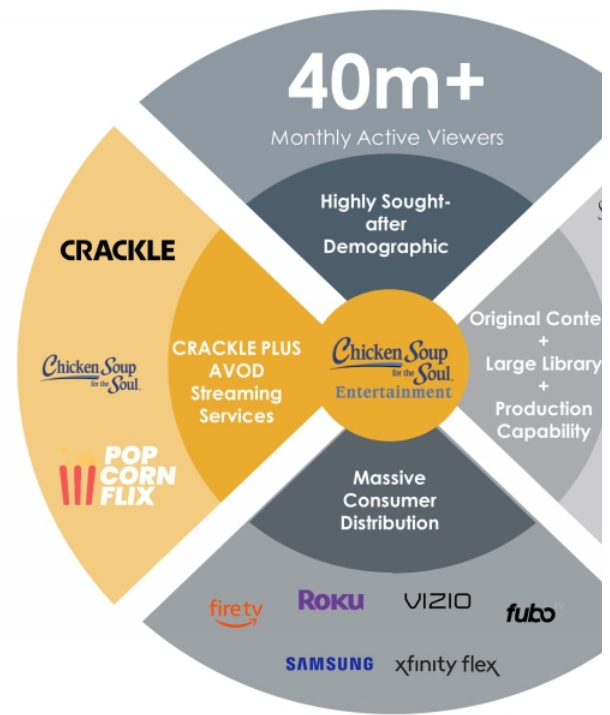 40m+
Monthly Active Viewers
Highly Sought-
after
Demographic
CRACKLE
Chicken Soup
for the Soul
POP
CORN
FLIX
CRACKLE PLUS
AVOD
Streaming
Services
Chicken Soup
for the Soul
Entertainment
Original Conte
+
Large Library
+
Production
Capability
Massive
Consumer
Distribution
fire tv
ROKU
VIZIO
fubo
SAMSUNG
xfinity flex